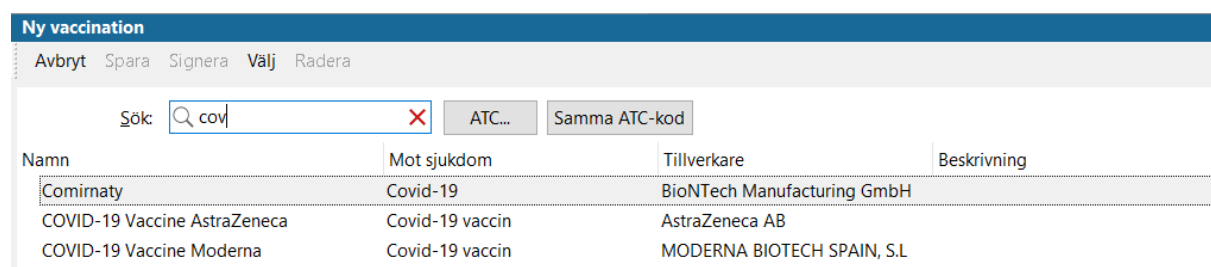 Ny vaccination
Avbryt Spara Signera Välj Radera
Sök: cov ATC... Samma ATC-kod
Namn Mot sjukdom Tillverkare Beskrivning
Comirnaty Covid-19 BioNTech Manufacturing GmbH
COVID-19 Vaccine AstraZeneca Covid-19 vaccin AstraZeneca AB
COVID-19 Vaccine Moderna Covid-19 vaccin MODERNA BIOTECH SPAIN, S.L